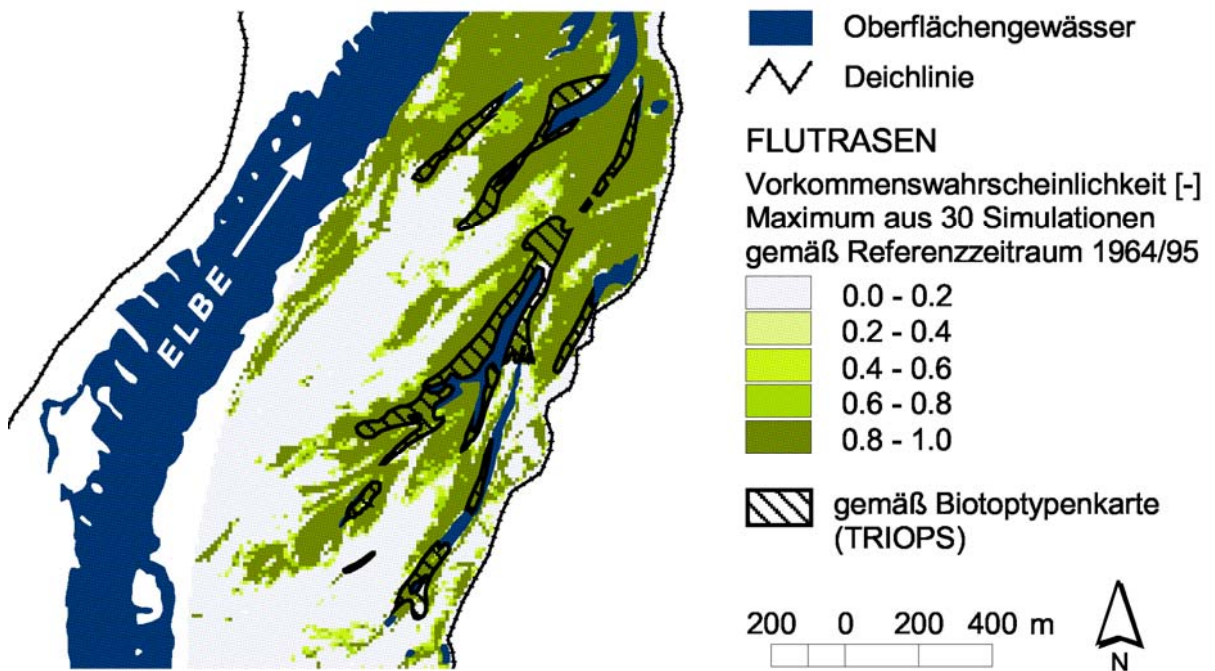 ELBE
Oberflächengewässer
Deichlinie
FLUTRASEN
Vorkommenswahrscheinlichkeit [-]
Maximum aus 30 Simulationen
gemäß Referenzzeitraum 1964/95
0.0 - 0.2
0.2 - 0.4
0.4 - 0.6
0.6 - 0.8
0.8 - 1.0
gemäß Biotoptypenkarte
(TRIOPS)
200 0 200 400 m
N